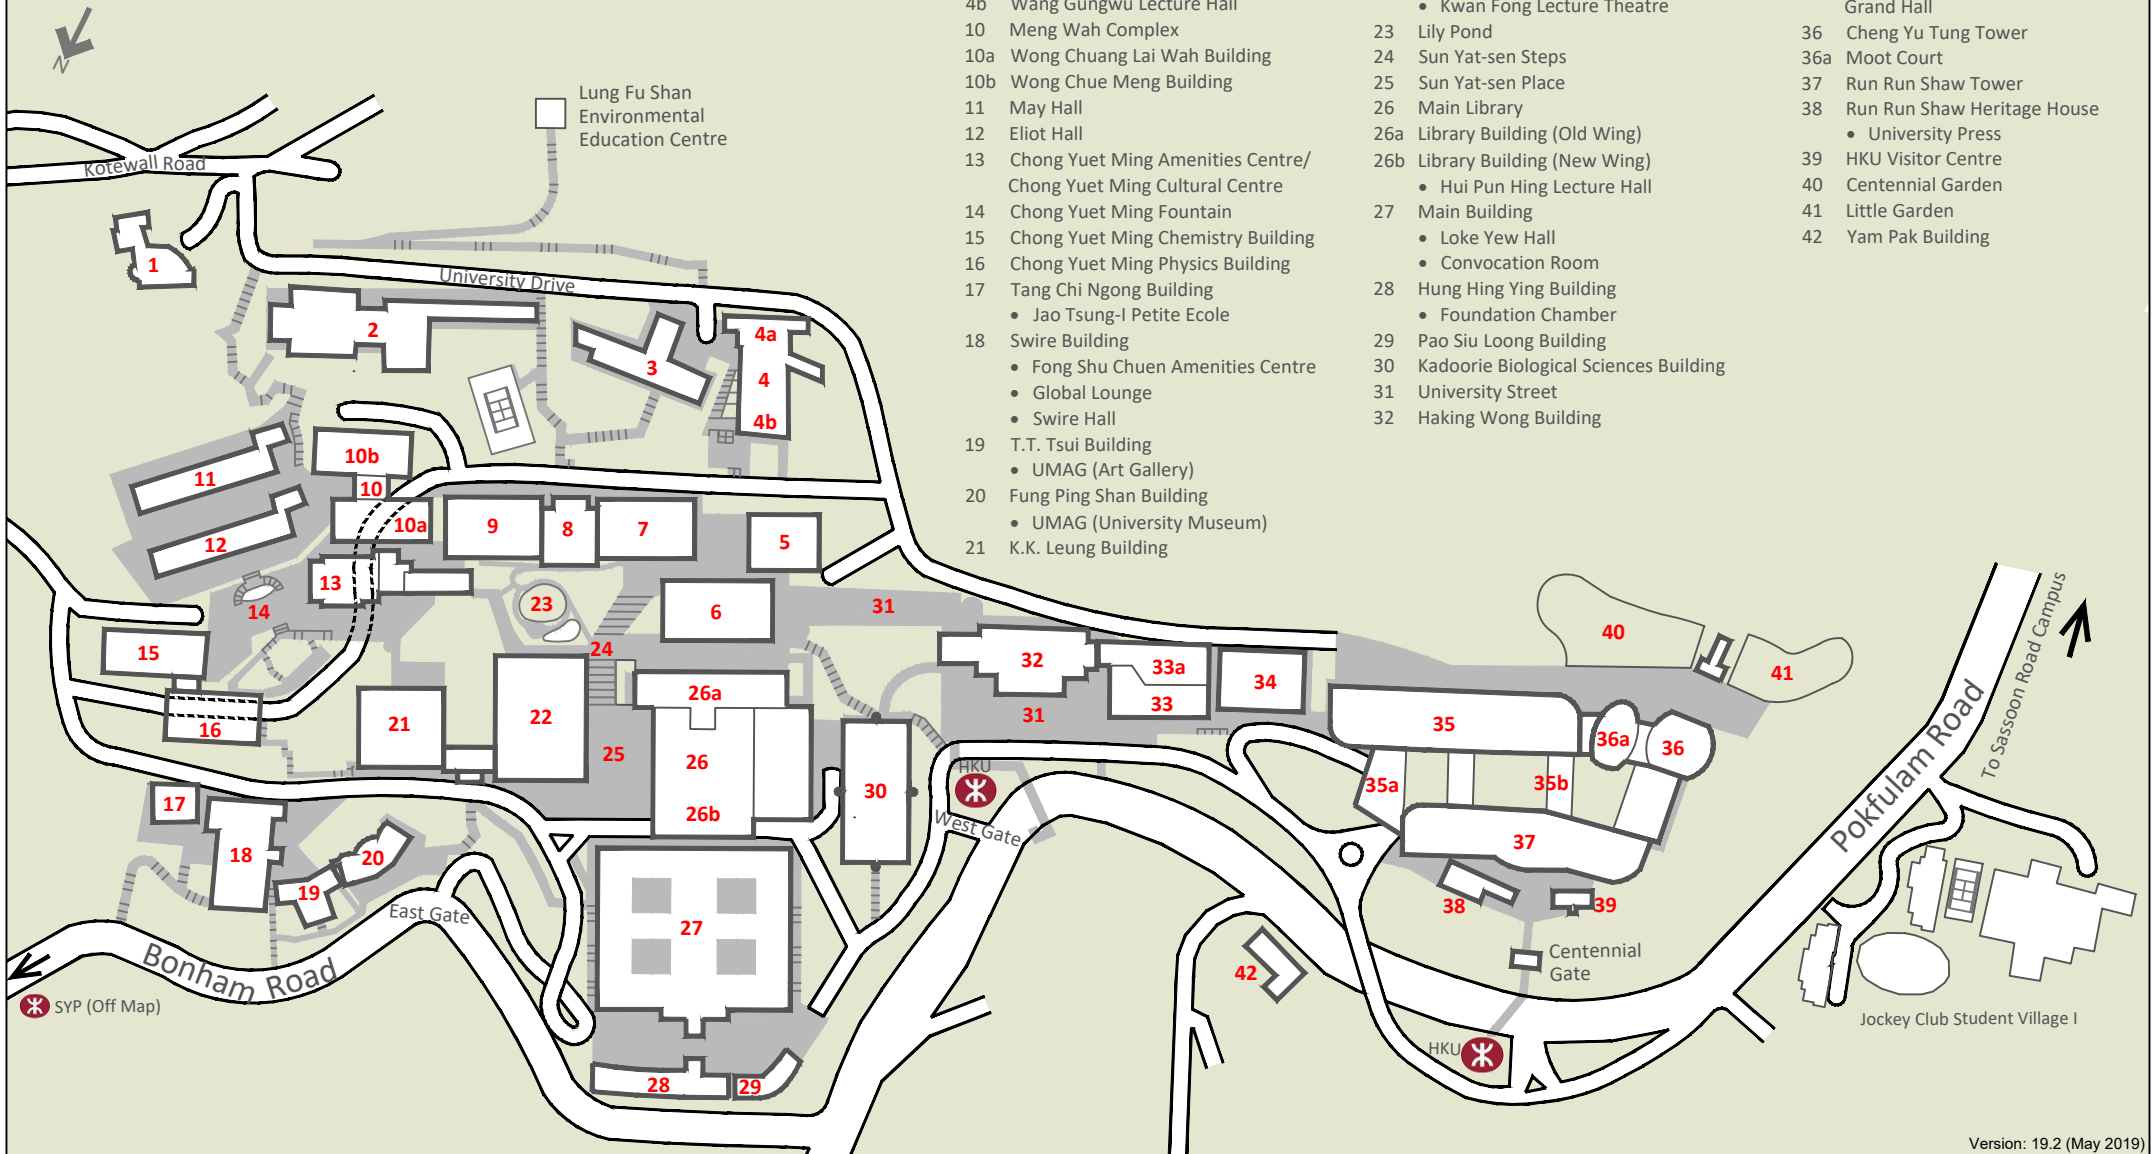 4b Wang Gungwu Lecture Hall
10 Meng Wah Complex
10a Wong Chuang Lai Wah Building
10b Wong Chue Meng Building
11 May Hall
12 Eliot Hall
13 Chong Yuet Ming Amenities Centre/
Chong Yuet Ming Cultural Centre
14 Chong Yuet Ming Fountain
15 Chong Yuet Ming Chemistry Building
16 Chong Yuet Ming Physics Building
17 Tang Chi Ngong Building
• Jao Tsung-I Petite Ecole
18 Swire Building
• Fong Shu Chuen Amenities Centre
• Global Lounge
• Swire Hall
19 T.T. Tsui Building
• UMAG (Art Gallery)
20 Fung Ping Shan Building
• UMAG (University Museum)
21 K.K. Leung Building
• Kwan Fong Lecture Theatre
23 Lily Pond
24 Sun Yat-sen Steps
25 Sun Yat-sen Place
26 Main Library
26a Library Building (Old Wing)
26b Library Building (New Wing)
• Hui Pun Hing Lecture Hall
27 Main Building
• Loke Yew Hall
• Convocation Room
28 Hung Hing Ying Building
• Foundation Chamber
29 Pao Siu Loong Building
30 Kadoorie Biological Sciences Building
31 University Street
32 Haking Wong Building
Grand Hall
36 Cheng Yu Tung Tower
36a Moot Court
37 Run Run Shaw Tower
38 Run Run Shaw Heritage House
• University Press
39 HKU Visitor Centre
40 Centennial Garden
41 Little Garden
42 Yam Pak Building
N
Lung Fu Shan
Environmental
Education Centre
Kotewall Road
1
University Drive
2
3
4a
4
4b
10b
11
10
10a
9
8
7
5
12
13
14
23
6
31
24
15
16
21
22
25
26a
26
26b
32
33a
33
34
31
40
41
35
36a
36
35a
35b
37
30
HKU
West Gate
17
18
19
20
East Gate
27
38
39
Centennial
Gate
42
28
29
Bonham Road
SYP (Off Map)
HKU
Pokfulam Road
To Sassoon Road Campus
Jockey Club Student Village I
Version: 19.2 (May 2019)